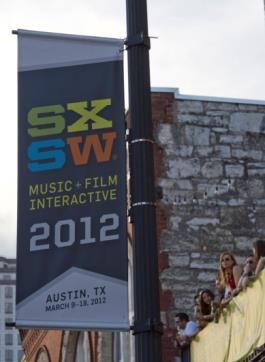 SX
SW®
MUSIC + FILM
INTERACTIVE
2012
AUSTIN, TX
MARCH 9-18, 2012